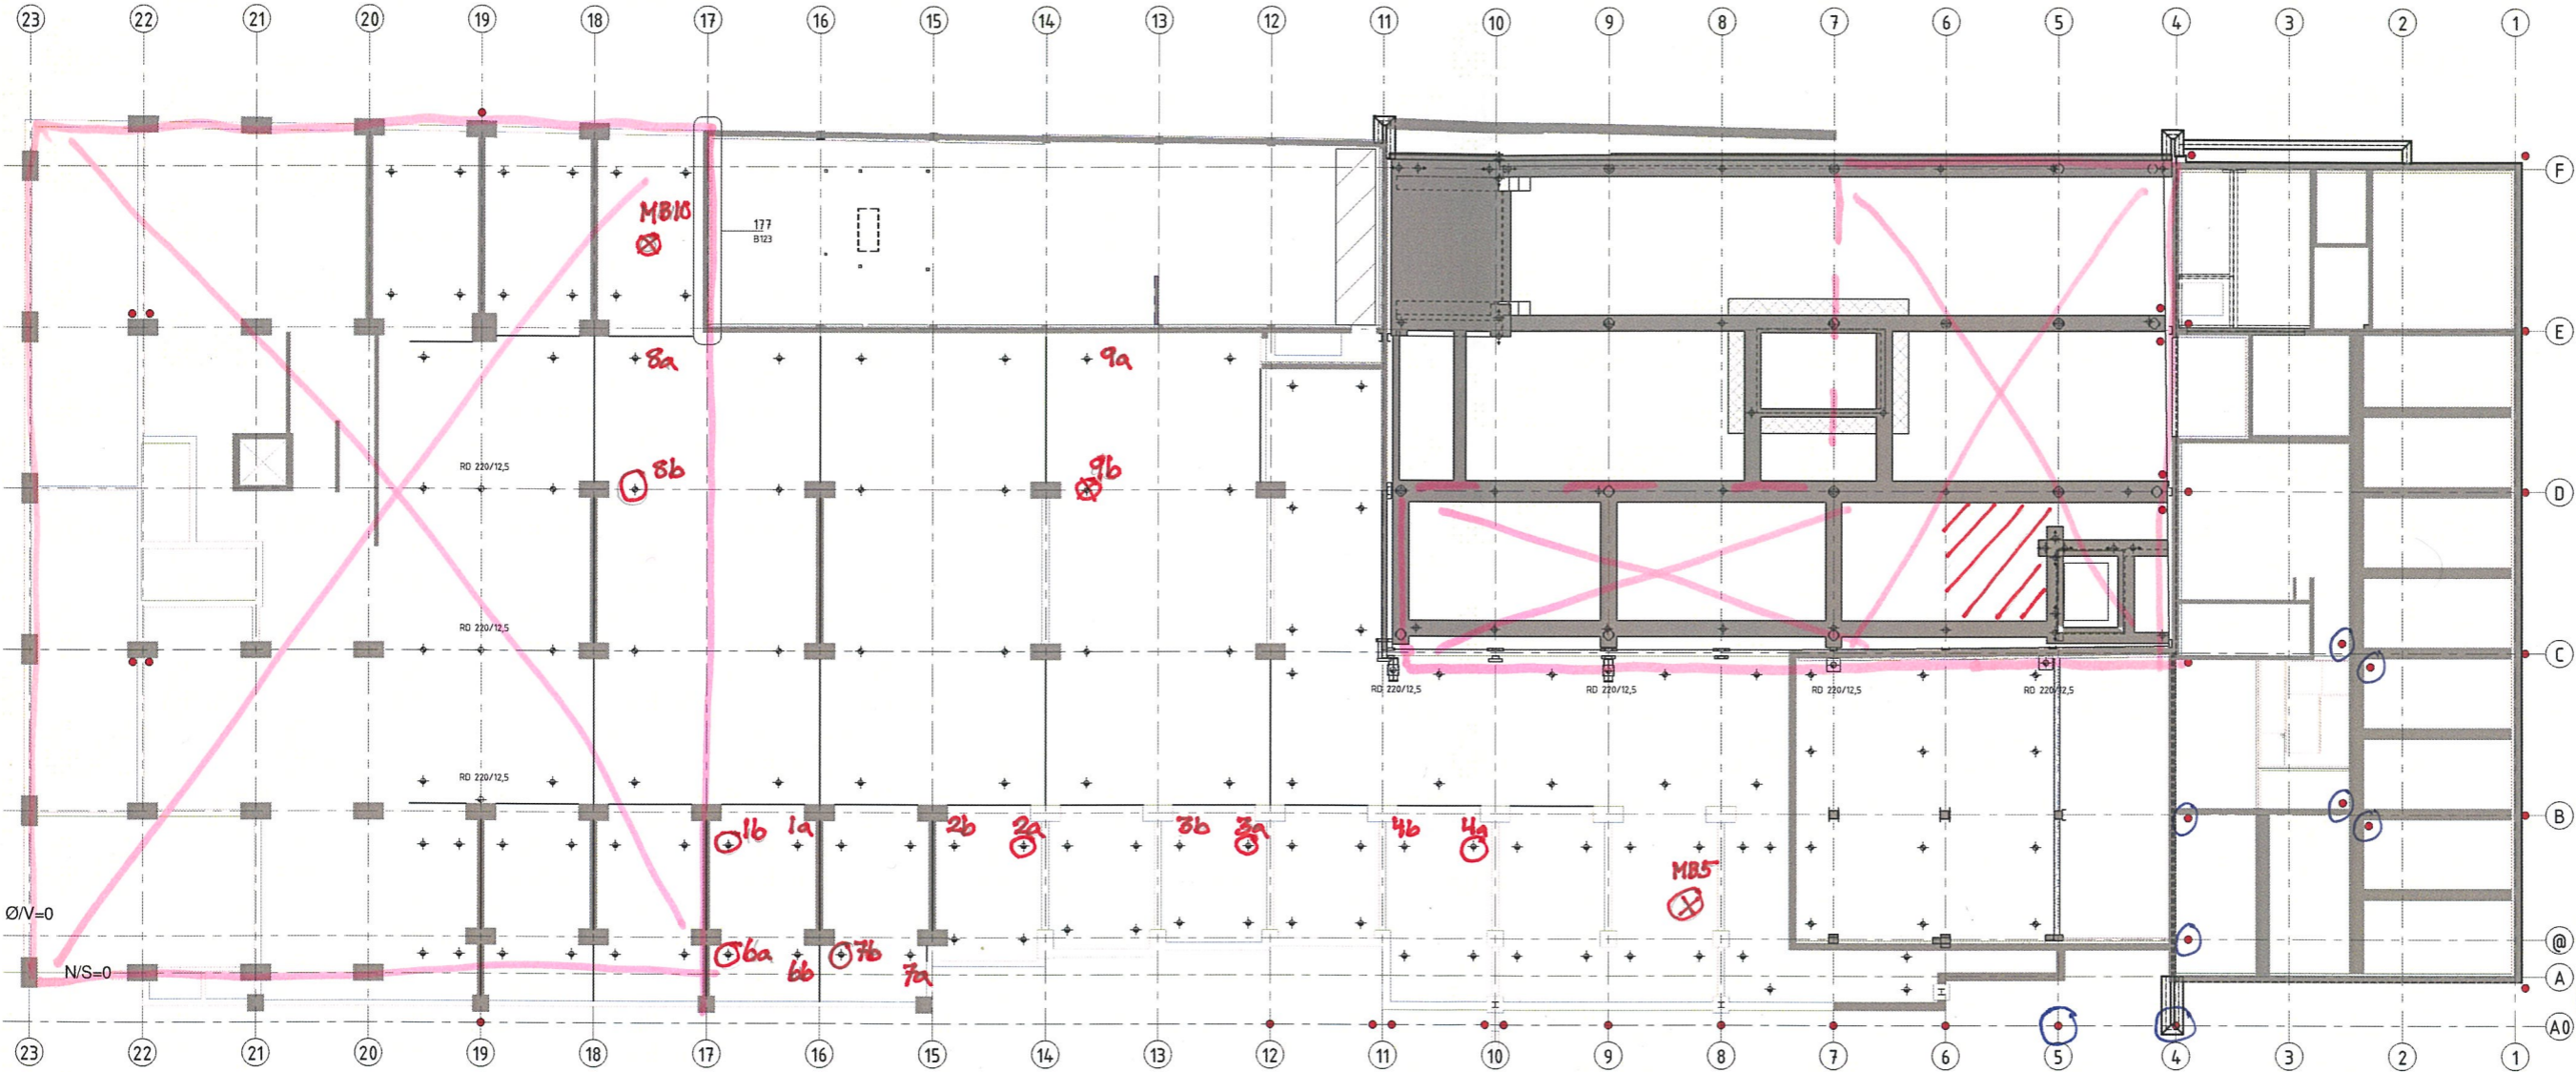 23 22 21 20 19 18 17 16 15 14 13 12 11 10 9 8 7 6 5 4 3 2 1
F
MB18
177
B123
E
8a 9a
RD 220/12,5
8b 9b
D
RD 220/12,5
C
RD 220/12,5 RD 220/12,5 RD 220/12,5 RD 220/12,5
RD 220/12,5
B
1b 1a 2b 2a 3b 3a 4b 4a
MB5
Ø/V=0
@
6a 6b 7b 7a
N/S=0
A
A0
23 22 21 20 19 18 17 16 15 14 13 12 11 10 9 8 7 6 5 4 3 2 1